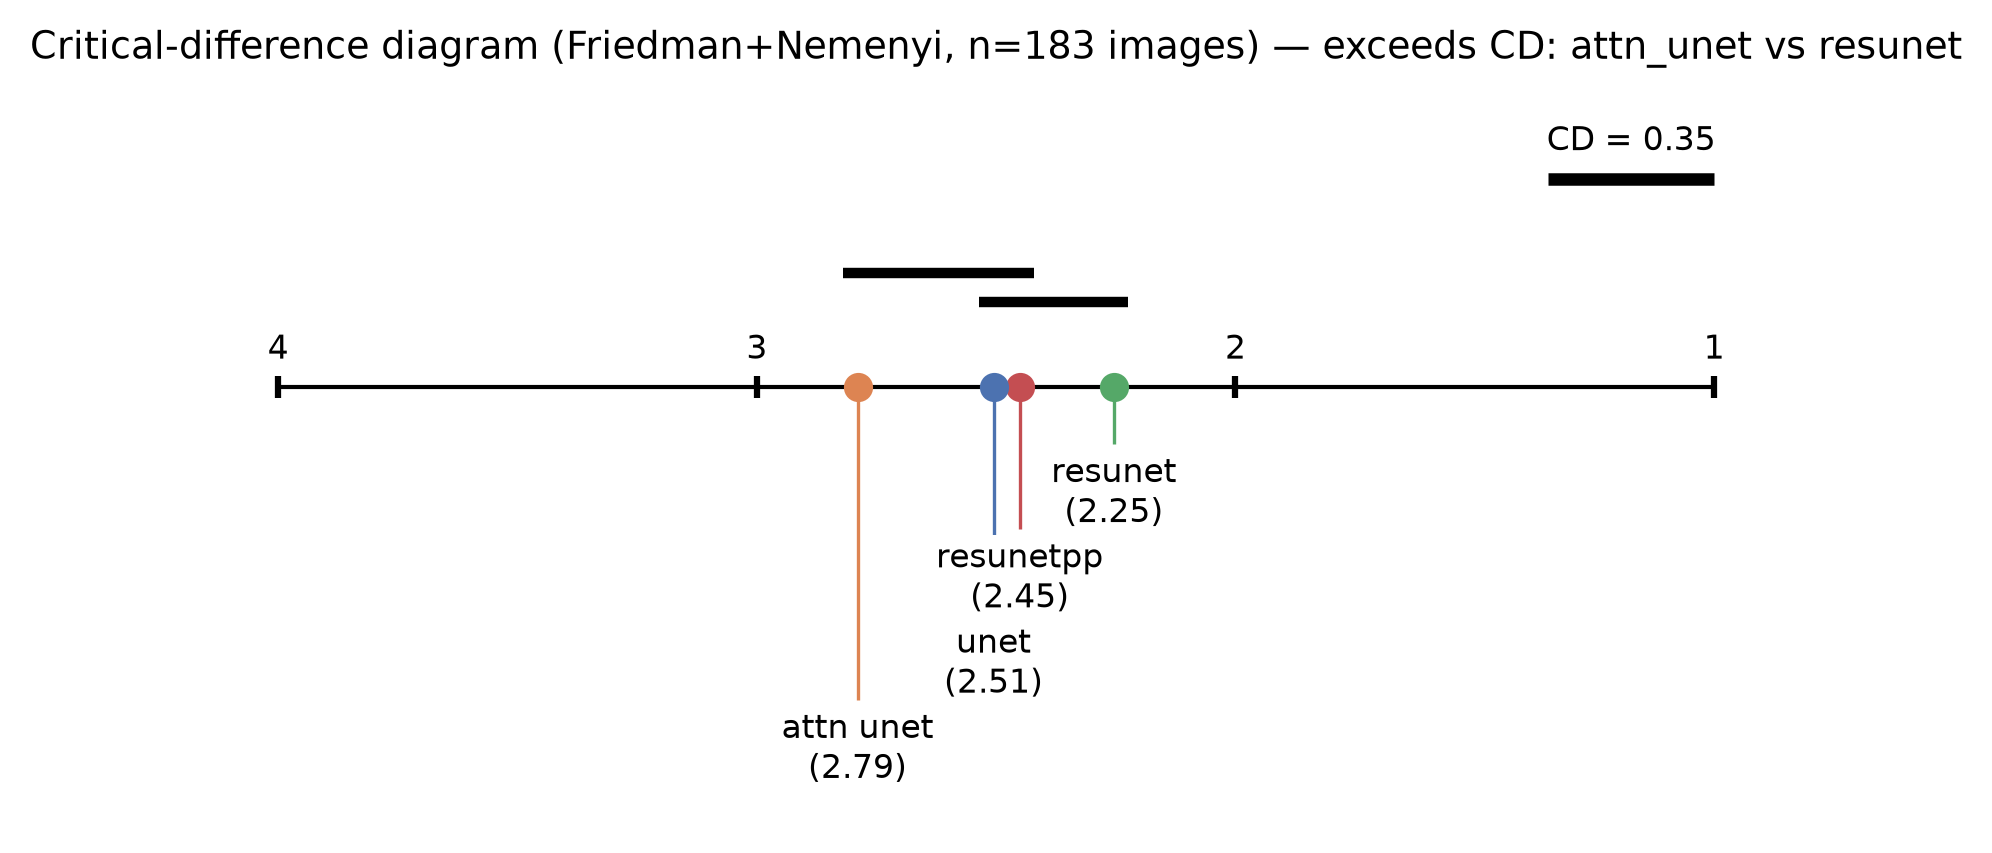 Critical-difference diagram (Friedman+Nemenyi, n=183 images) — exceeds CD: attn_unet vs resunet
CD = 0.35
4
3
2
1
resunet
(2.25)
resunetpp
(2.45)
unet
(2.51)
attn unet
(2.79)